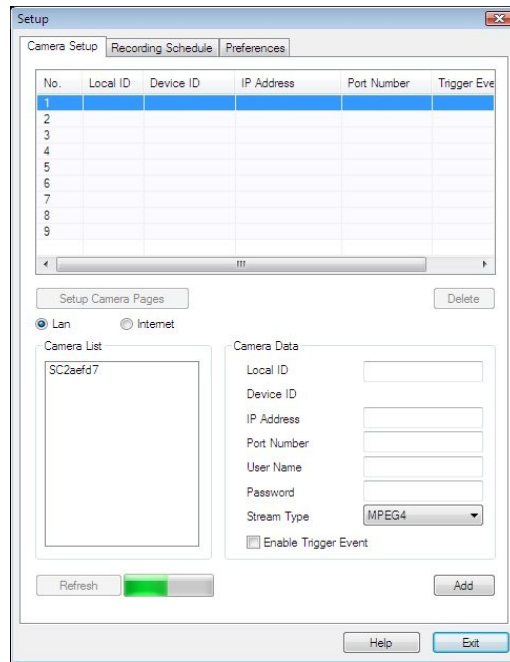 Setup
Camera Setup Recording Schedule Preferences
No. Local ID Device ID IP Address Port Number Trigger Eve
1
2
3
4
5
6
7
8
9
Setup Camera Pages Delete
Lan Internet
Camera List Camera Data
SC2aefd7 Local ID
Device ID
IP Address
Port Number
User Name
Password
Stream Type MPEG4
Enable Trigger Event
Refresh Add
Help Exit